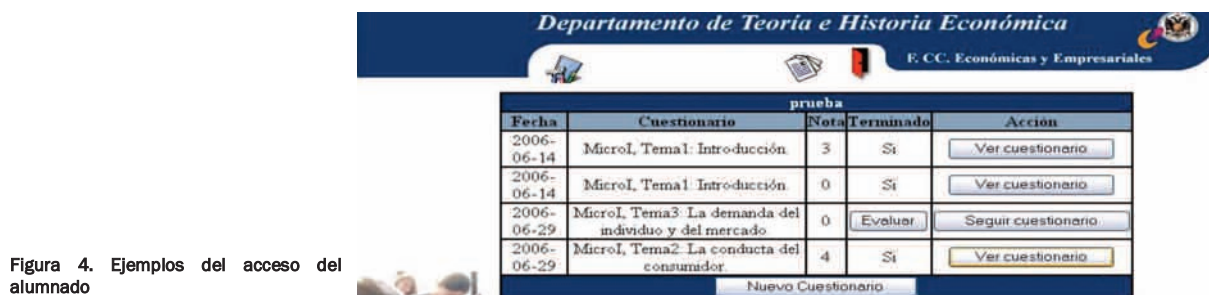 Departamento de Teoría e Historia Económica
F. CC. Económicas y Empresariales
prueba
Fecha Cuestionario Nota Terminado Acción
2006-
06-14 MicroI, Tema1: Introducción. 3 Si Ver cuestionario
2006-
06-14 MicroI, Tema1: Introducción. 0 Si Ver cuestionario
2006- MicroI, Tema3: La demanda del
06-29 individuo y del mercado 0 Evaluar Seguir cuestionario
2006- MicroI, Tema2: La conducta del
06-29 consumidor. 4 Si Ver cuestionario
Nuevo Cuestionario
Figura 4. Ejemplos del acceso del
alumnado